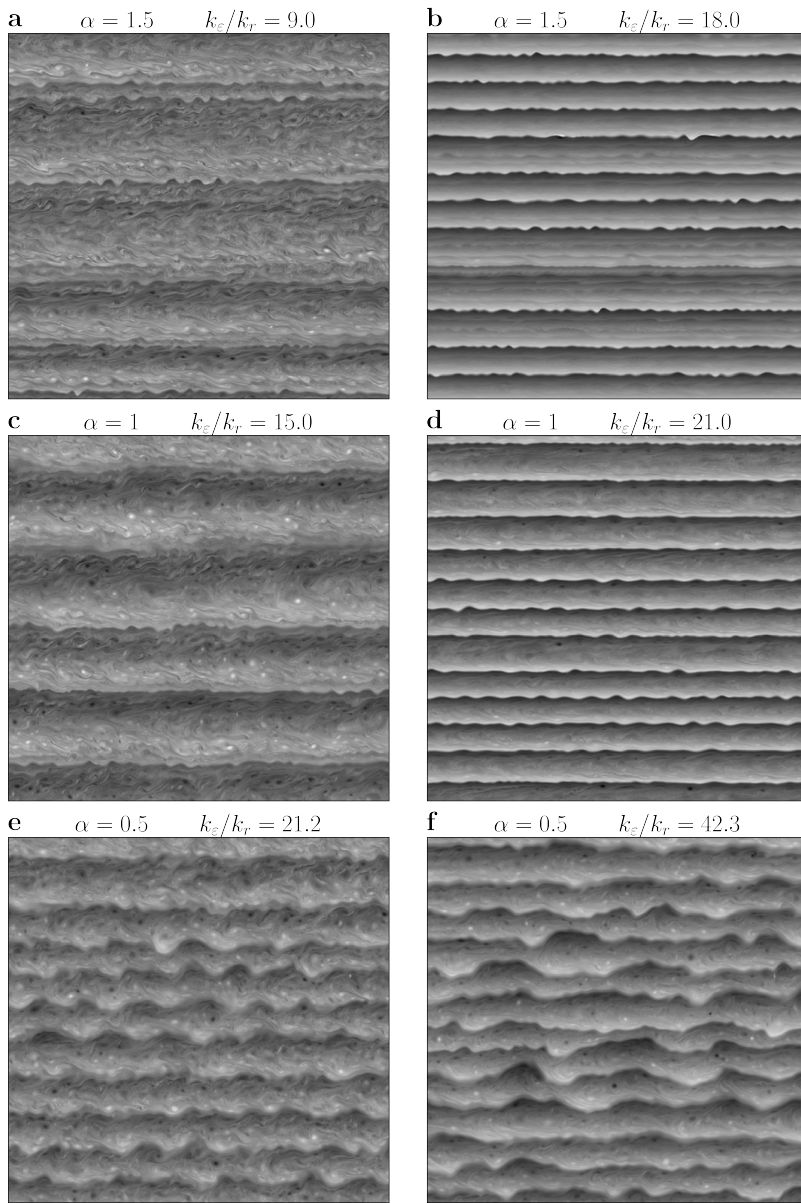 a α = 1.5 k_ε/k_r = 9.0
b α = 1.5 k_ε/k_r = 18.0
c α = 1 k_ε/k_r = 15.0
d α = 1 k_ε/k_r = 21.0
e α = 0.5 k_ε/k_r = 21.2
f α = 0.5 k_ε/k_r = 42.3